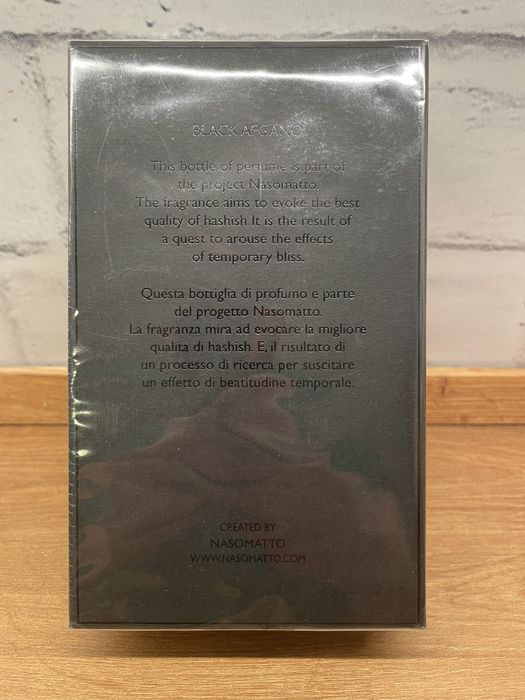 BLACK AFGANO
This bottle of perfume is part of
the project Nasomatto.
The fragrance aims to evoke the best
quality of hashish It is the result of
a quest to arouse the effects
of temporary bliss.
Questa bottiglia di profumo e parte
del progetto Nasomatto.
La fragranza mira ad evocare la migliore
qualita di hashish. E, il risultato di
un processo di ricerca per suscitare
un effetto di beatitudine temporale.
CREATED BY
NASOMATTO
WWW.NASOMATTO.COM